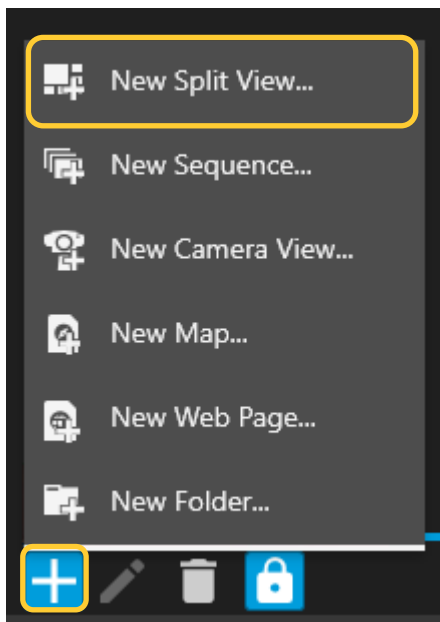 New Split View...
New Sequence...
New Camera View...
New Map...
New Web Page...
New Folder...